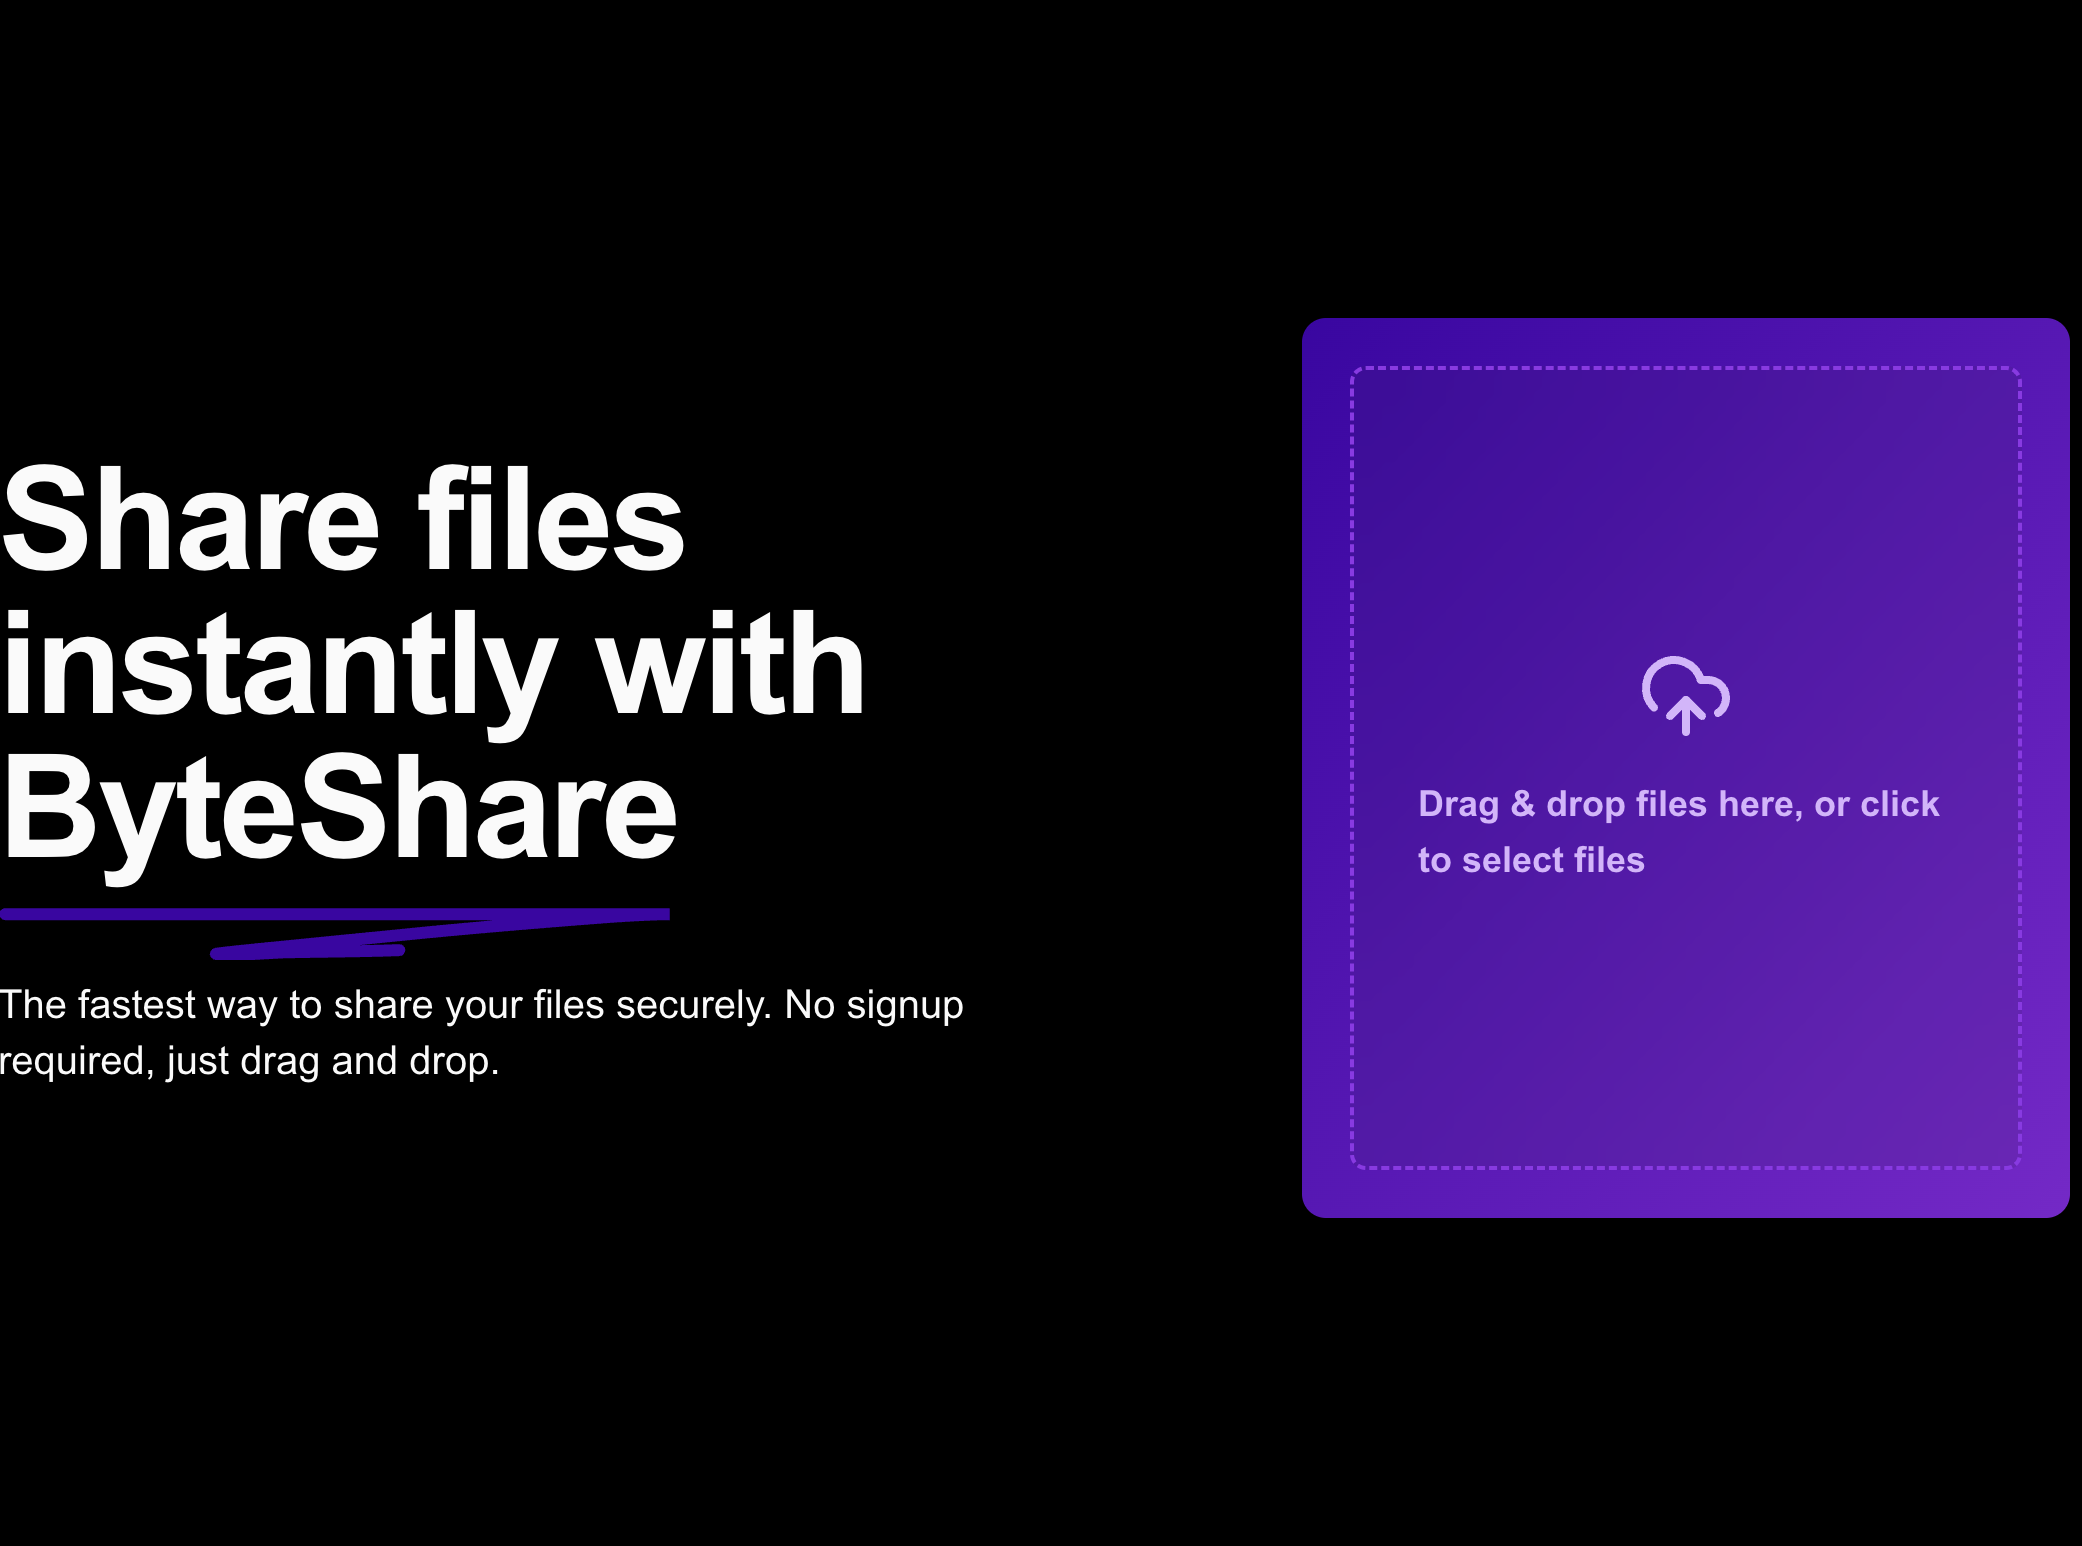 Share files
instantly with
ByteShare
The fastest way to share your files securely. No signup
required, just drag and drop.
Drag & drop files here, or click
to select files